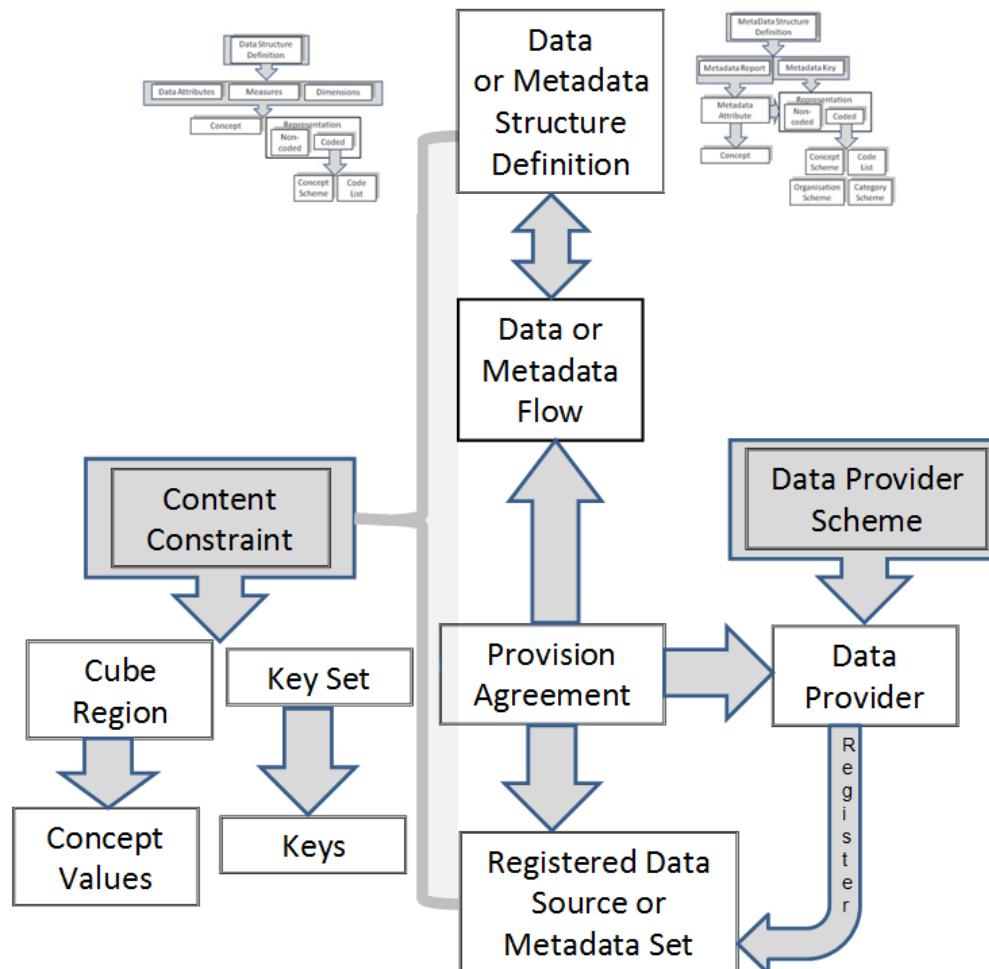 Data Structure
Definition
Data Attributes
Measures
Dimensions
Concept
Representation
Non-
coded
Coded
Concept
Scheme
Code
List
Data
or Metadata
Structure
Definition
MetaData Structure
Definition
Metadata Report
Metadata Key
Metadata
Attribute
Representation
Non-
coded
Coded
Concept
Concept
Scheme
Code
List
Organisation
Scheme
Category
Scheme
Data or
Metadata
Flow
Content
Constraint
Data Provider
Scheme
Cube
Region
Key Set
Provision
Agreement
Data
Provider
Concept
Values
Keys
Registered Data
Source or
Metadata Set
Register